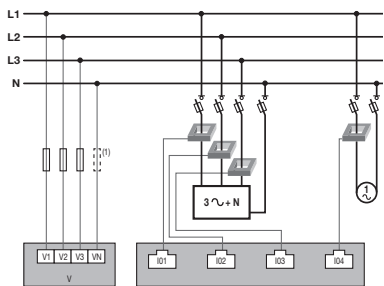 L1
L2
L3
N
(1)
3 ∿ + N
1 ∿
V1 V2 V3 VN
V
I01 I02 I03 I04